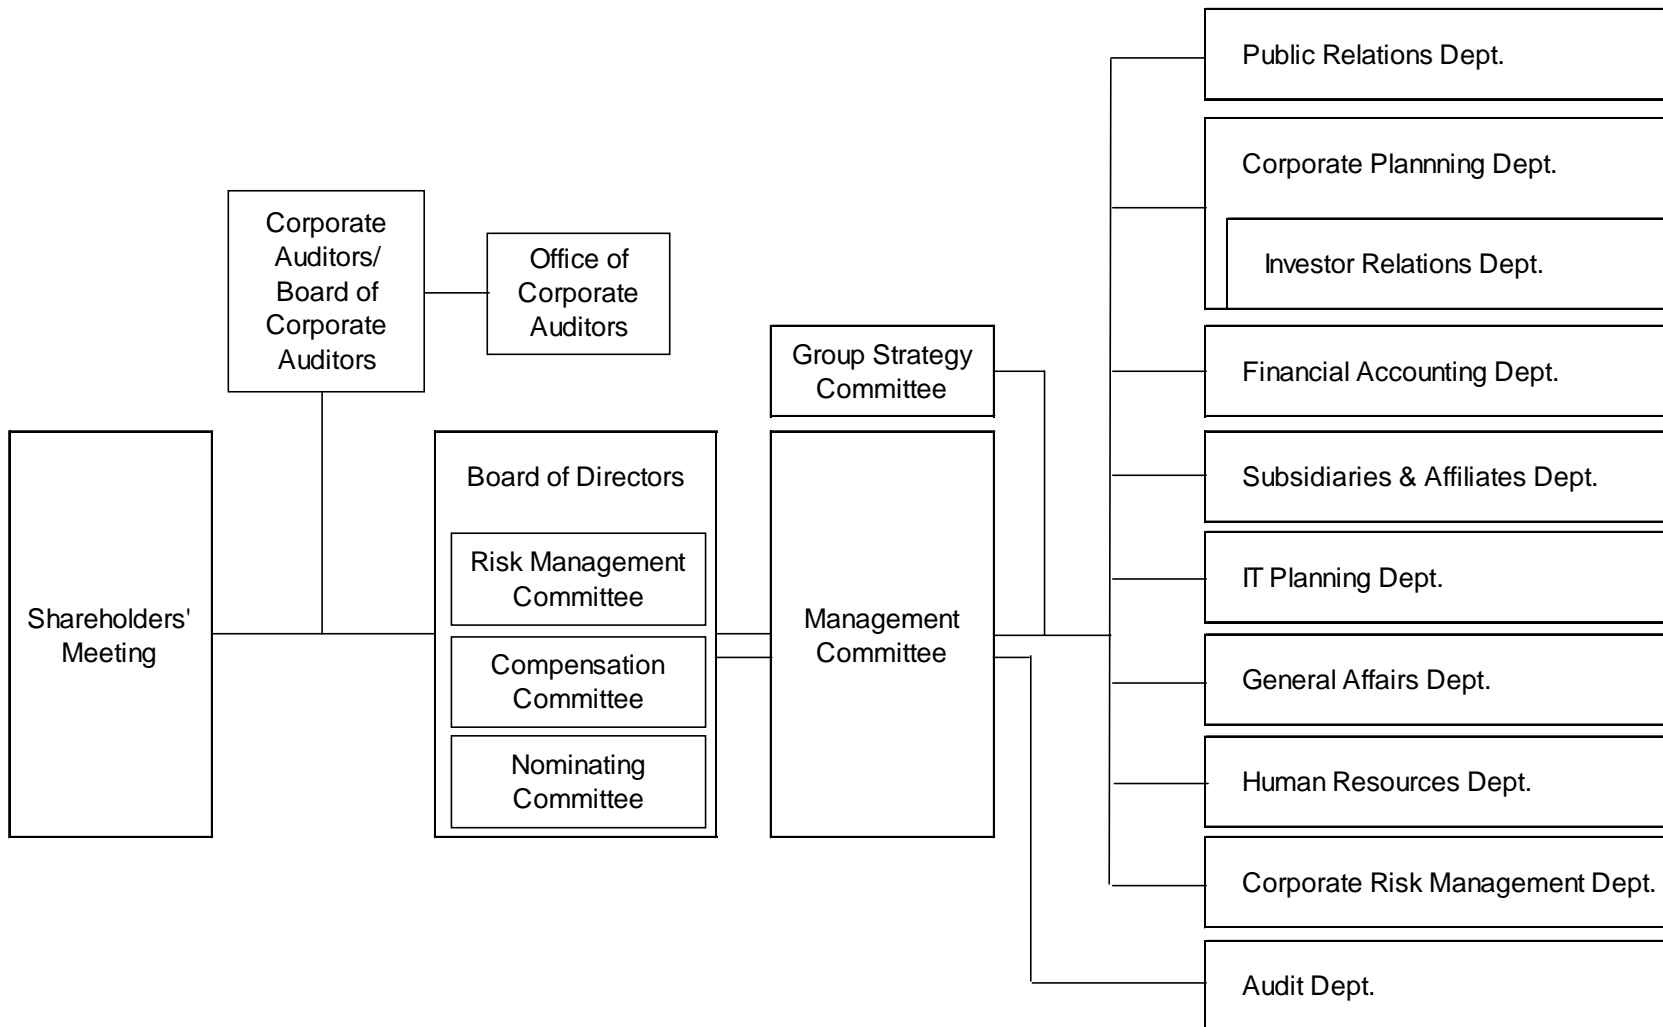 Public Relations Dept.
Corporate Plannning Dept.
Investor Relations Dept.
Corporate
Auditors/
Board of
Corporate
Auditors
Office of
Corporate
Auditors
Group Strategy
Committee
Financial Accounting Dept.
Board of Directors
Subsidiaries & Affiliates Dept.
Risk Management
Committee
IT Planning Dept.
Shareholders'
Meeting
Management
Committee
Compensation
Committee
General Affairs Dept.
Nominating
Committee
Human Resources Dept.
Corporate Risk Management Dept.
Audit Dept.